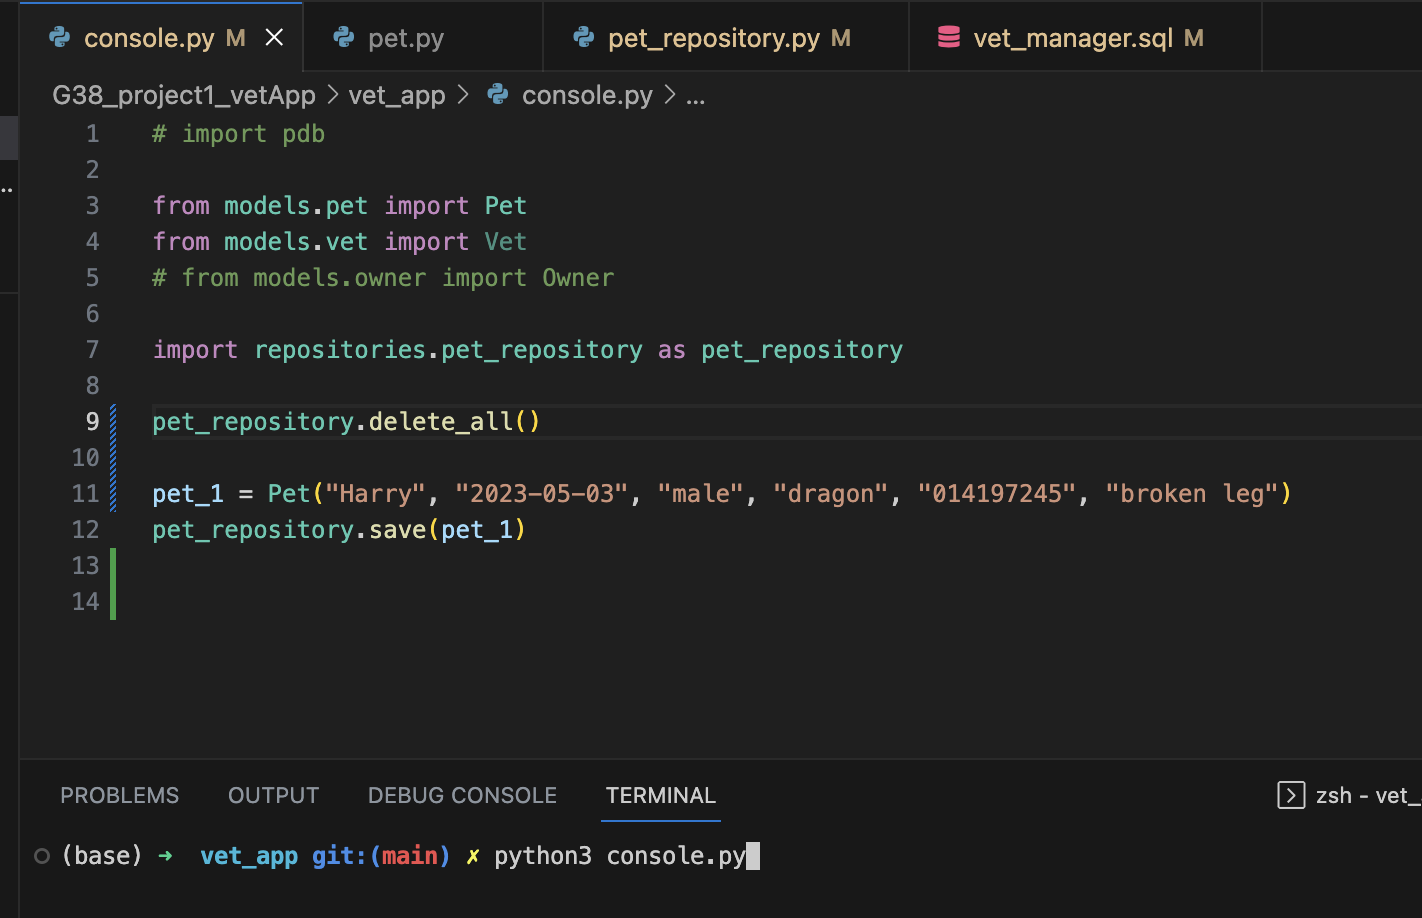 console.py M
pet.py
pet_repository.py M
vet_manager.sql M
G38_project1_vetApp > vet_app > console.py > ...
1 # import pdb
2
3 from models.pet import Pet
4 from models.vet import Vet
5 # from models.owner import Owner
6
7 import repositories.pet_repository as pet_repository
8
9 pet_repository.delete_all()
10
11 pet_1 = Pet("Harry", "2023-05-03", "male", "dragon", "014197245", "broken leg")
12 pet_repository.save(pet_1)
13
14
PROBLEMS OUTPUT DEBUG CONSOLE TERMINAL
zsh - vet_
(base) ➜ vet_app git:(main) ✗ python3 console.py